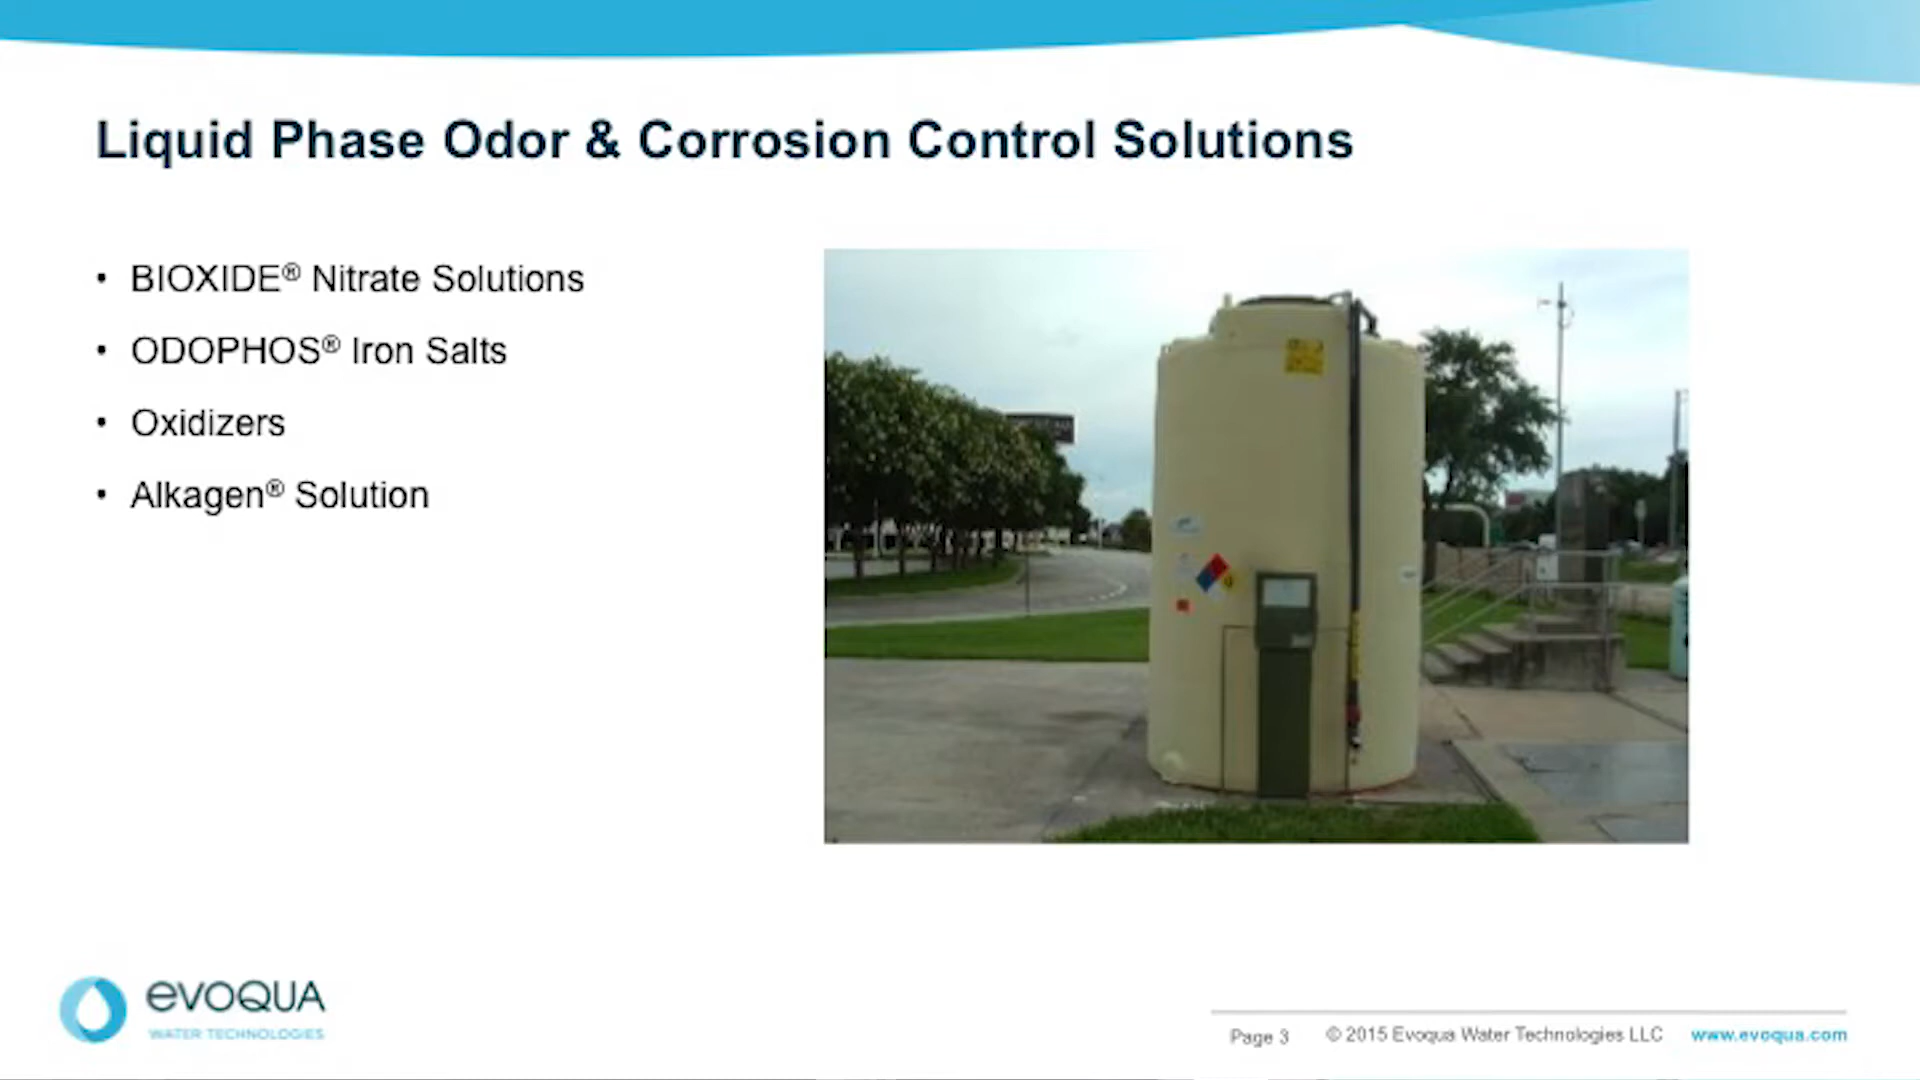 Liquid Phase Odor & Corrosion Control Solutions
• BIOXIDE® Nitrate Solutions
• ODOPHOS® Iron Salts
• Oxidizers
• Alkagen® Solution
evoQUA
WATER TECHNOLOGIES
Page 3 © 2015 Evoqua Water Technologies LLC www.evoqua.com